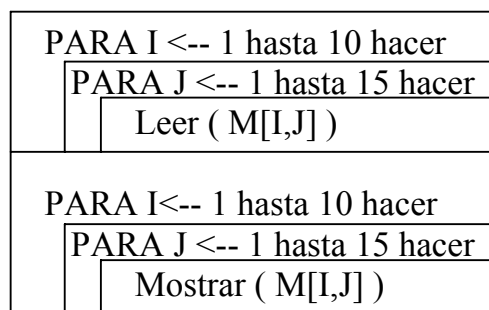 PARA I <-- 1 hasta 10 hacer
PARA J <-- 1 hasta 15 hacer
Leer ( M[I,J] )
PARA I<-- 1 hasta 10 hacer
PARA J <-- 1 hasta 15 hacer
Mostrar ( M[I,J] )